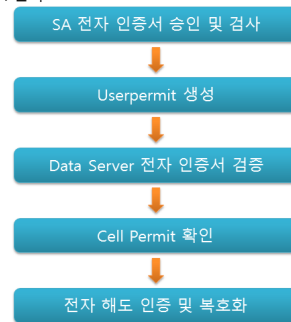 SA 전자 인증서 승인 및 검사
Userpermit 생성
Data Server 전자 인증서 검증
Cell Permit 확인
전자 해도 인증 및 복호화